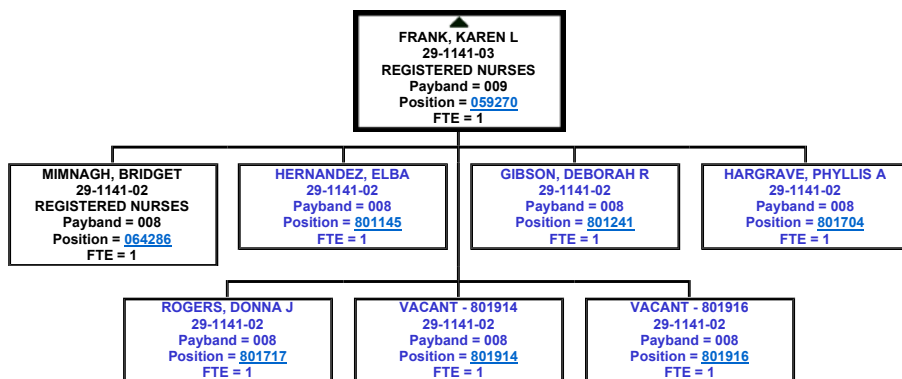 FRANK, KAREN L
29-1141-03
REGISTERED NURSES
Payband = 009
Position = 059270
FTE = 1
MIMNAGH, BRIDGET
29-1141-02
REGISTERED NURSES
Payband = 008
Position = 064286
FTE = 1
HERNANDEZ, ELBA
29-1141-02
Payband = 008
Position = 801145
FTE = 1
GIBSON, DEBORAH R
29-1141-02
Payband = 008
Position = 801241
FTE = 1
HARGRAVE, PHYLLIS A
29-1141-02
Payband = 008
Position = 801704
FTE = 1
ROGERS, DONNA J
29-1141-02
Payband = 008
Position = 801717
FTE = 1
VACANT - 801914
29-1141-02
Payband = 008
Position = 801914
FTE = 1
VACANT - 801916
29-1141-02
Payband = 008
Position = 801916
FTE = 1